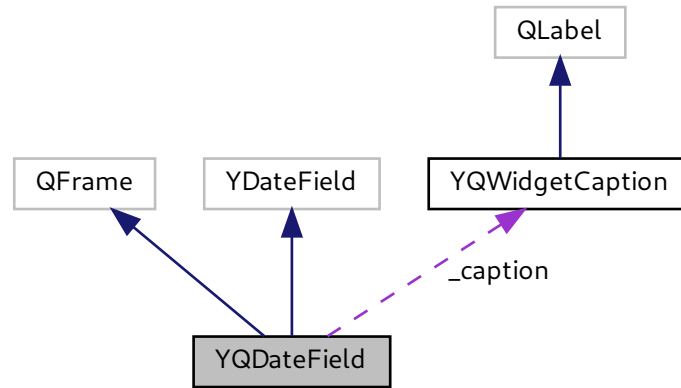 QLabel
QFrame
YDateField
YQWidgetCaption
_caption
YQDateField